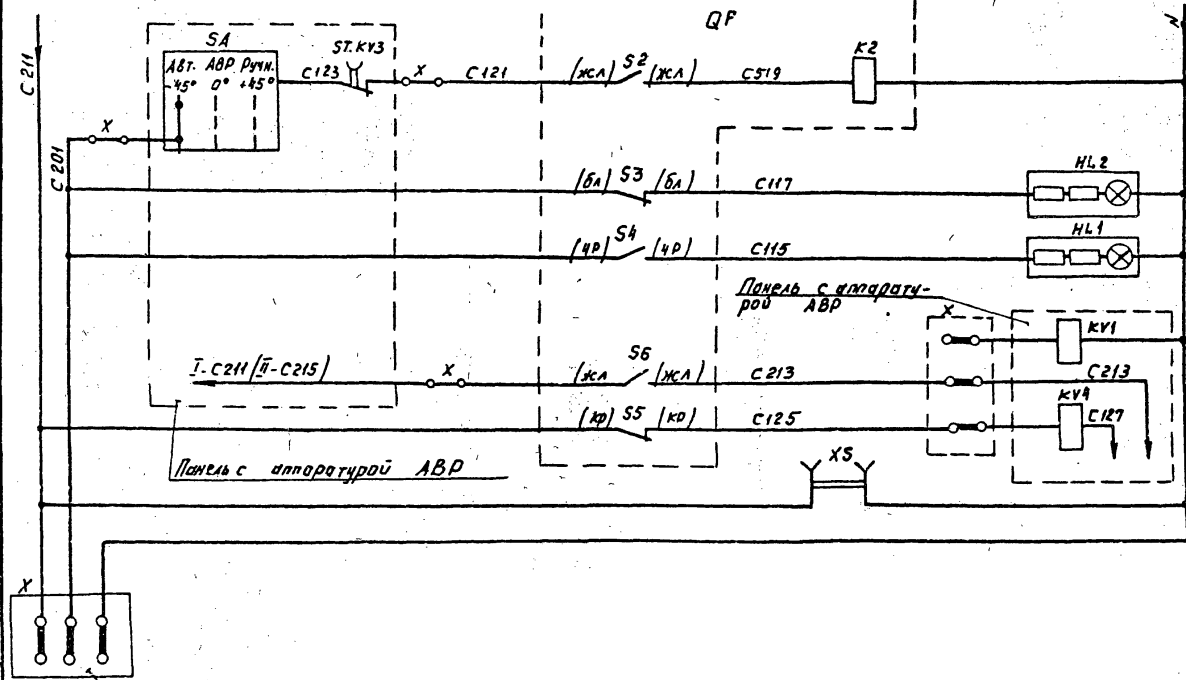 QF
N
C211
SA
АВТ. АВР Ручн.
-45° 0° +45°
C123
ST.KV3
X
C121
(жл) S2 (жл)
C519
K2
X
C201
(бл) S3 (бл)
C117
HL2
(чр) S4 (чр)
C115
HL1
Панель с аппарату-
рой АВР
X
KV1
I-C211(II-C215)
X
(жл S6 (жл)
C213
C213
(кр) S5 (кр)
C125
KV4
C127
Панель с аппаратурой АВР
XS
X